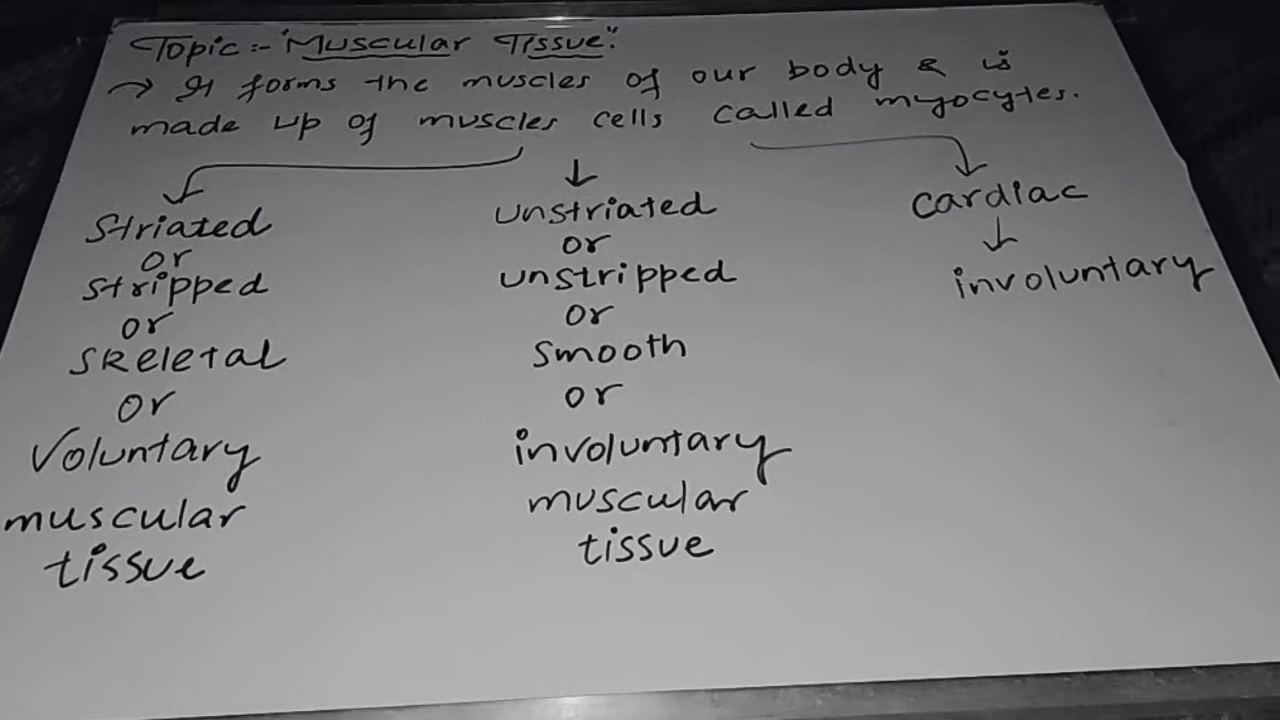 Topic:- "Muscular Tissue".
→ It forms the muscles of our body & is
made up of muscles cells called myocytes.
Striated
or
Stripped
or
Skeletal
or
Voluntary
muscular
tissue
unstriated
or
unstripped
or
smooth
or
involuntary
muscular
tissue
cardiac
involuntary